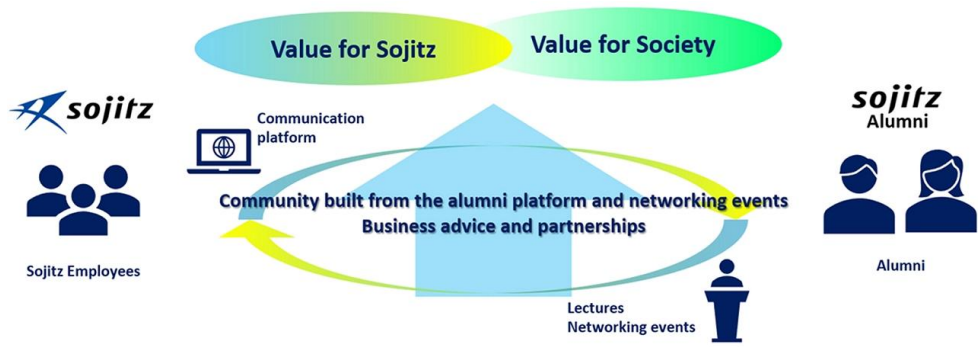 Value for Sojitz
Value for Society
sojitz
sojitz
Alumni
Communication
platform
Community built from the alumni platform and networking events
Business advice and partnerships
Sojitz Employees
Alumni
Lectures
Networking events